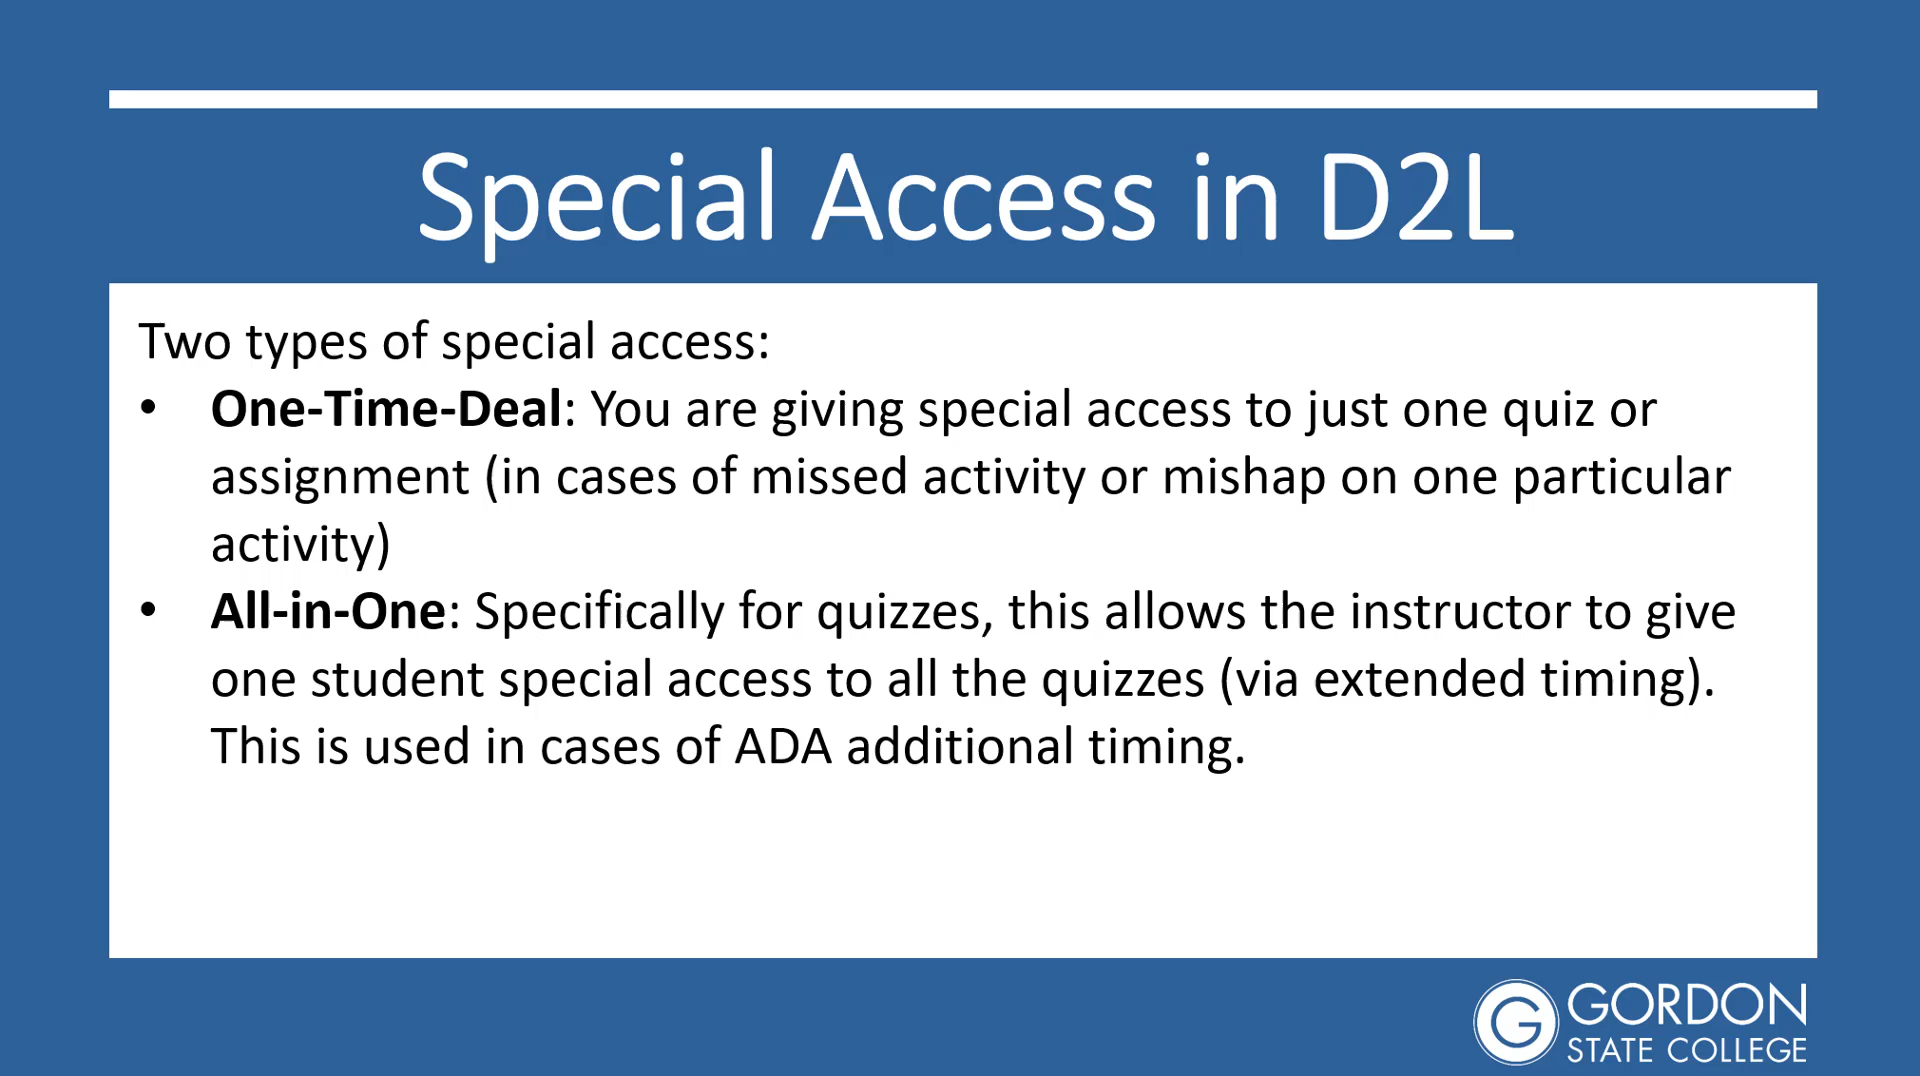 Special Access in D2L
Two types of special access:
• One-Time-Deal: You are giving special access to just one quiz or
assignment (in cases of missed activity or mishap on one particular
activity)
• All-in-One: Specifically for quizzes, this allows the instructor to give
one student special access to all the quizzes (via extended timing).
This is used in cases of ADA additional timing.
G GORDON
STATE COLLEGE